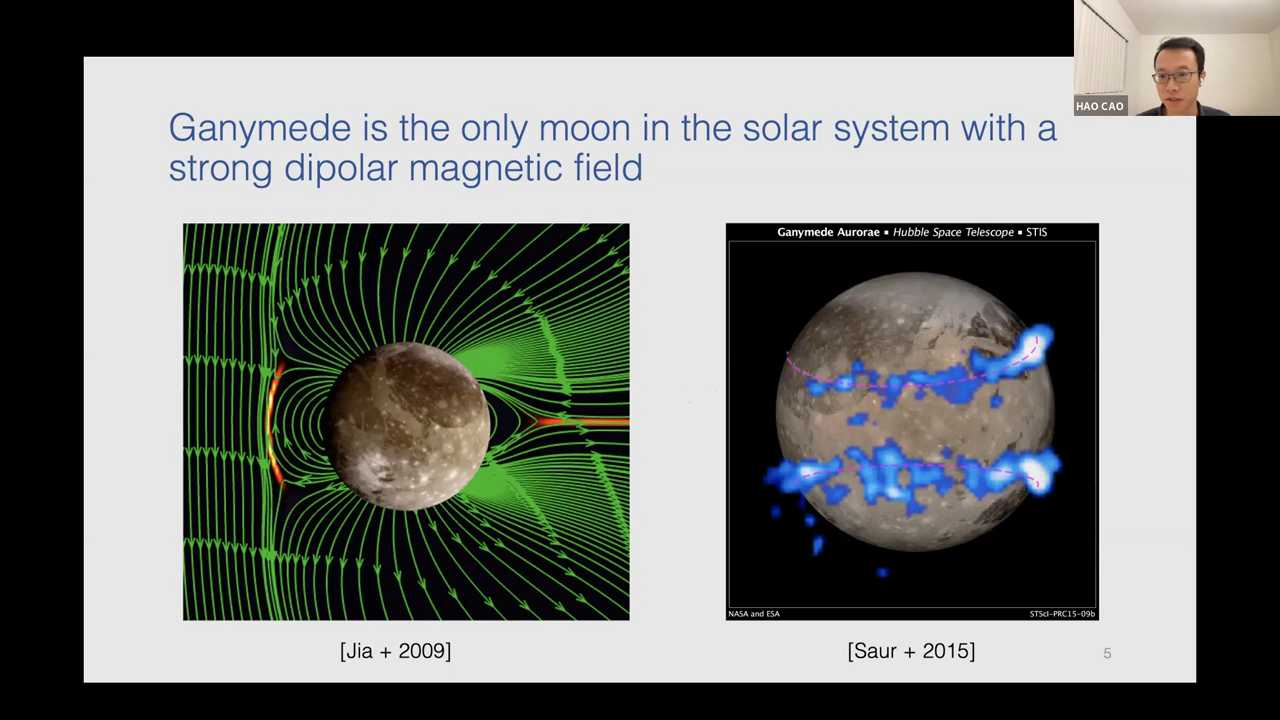 HAO CAO
Ganymede is the only moon in the solar system with a
strong dipolar magnetic field
Ganymede Aurorae ▪ Hubble Space Telescope ▪ STIS
NASA and ESA
STScI-PRC15-09b
[Jia + 2009]
[Saur + 2015]
5